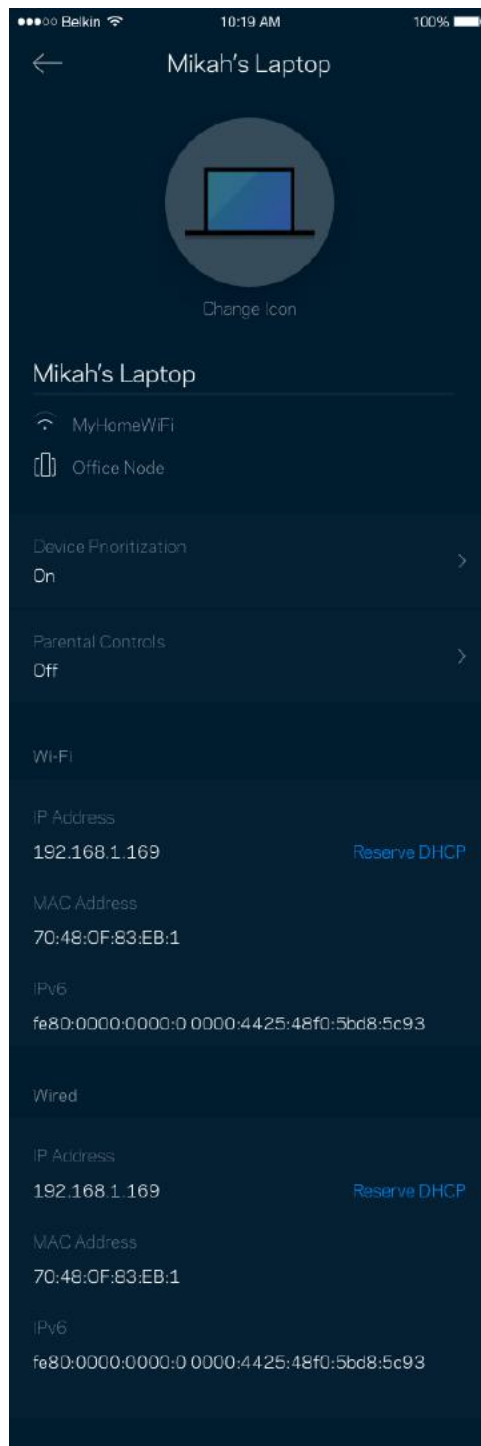 Belkin 10:19 AM 100%
Mikah's Laptop
Change Icon
Mikah's Laptop
MyHomeWiFi
Office Node
Device Prioritization
On
Parental Controls
Off
Wi-Fi
IP Address
192.168.1.169 Reserve DHCP
MAC Address
70:48:0F:83:EB:1
IPv6
fe80:0000:0000:0 0000:4425:48f0:5bd8:5c93
Wired
IP Address
192.168.1.169 Reserve DHCP
MAC Address
70:48:0F:83:EB:1
IPv6
fe80:0000:0000:0 0000:4425:48f0:5bd8:5c93